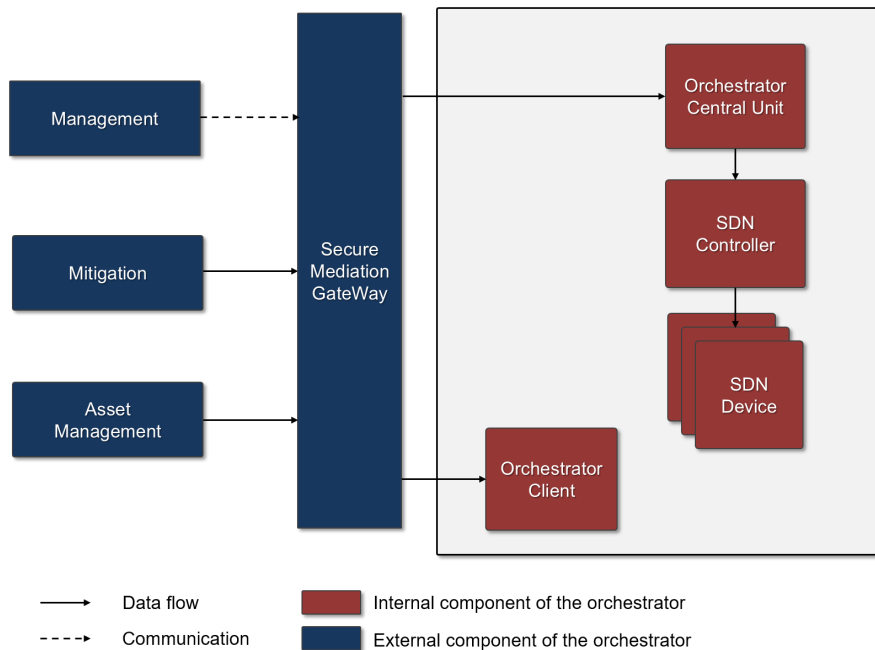 Management
Mitigation
Asset
Management
Secure
Mediation
GateWay
Orchestrator
Central Unit
SDN
Controller
SDN
Device
Orchestrator
Client
Data flow
Internal component of the orchestrator
Communication
External component of the orchestrator